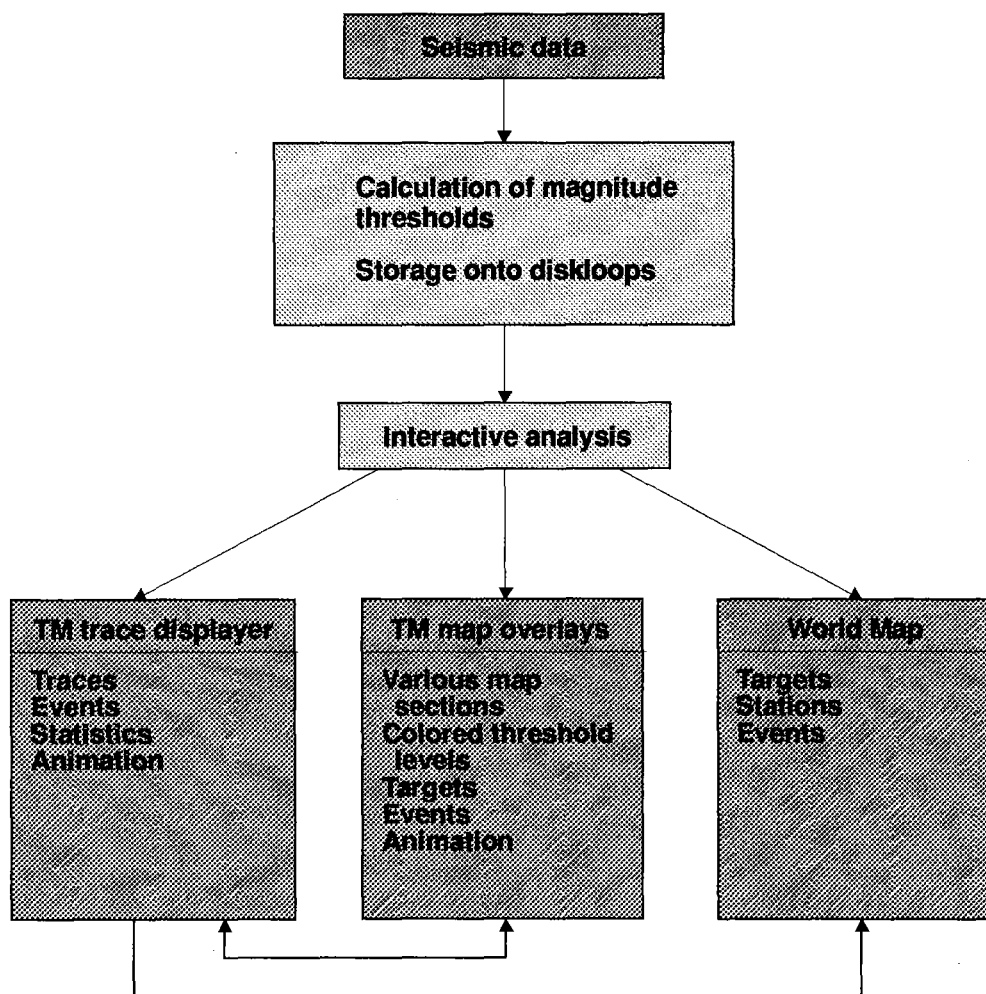 Seismic data
Calculation of magnitude
thresholds
Storage onto diskloops
Interactive analysis
TM trace displayer
Traces
Events
Statistics
Animation
TM map overlays
Various map
sections
Colored threshold
levels
Targets
Events
Animation
World Map
Targets
Stations
Events